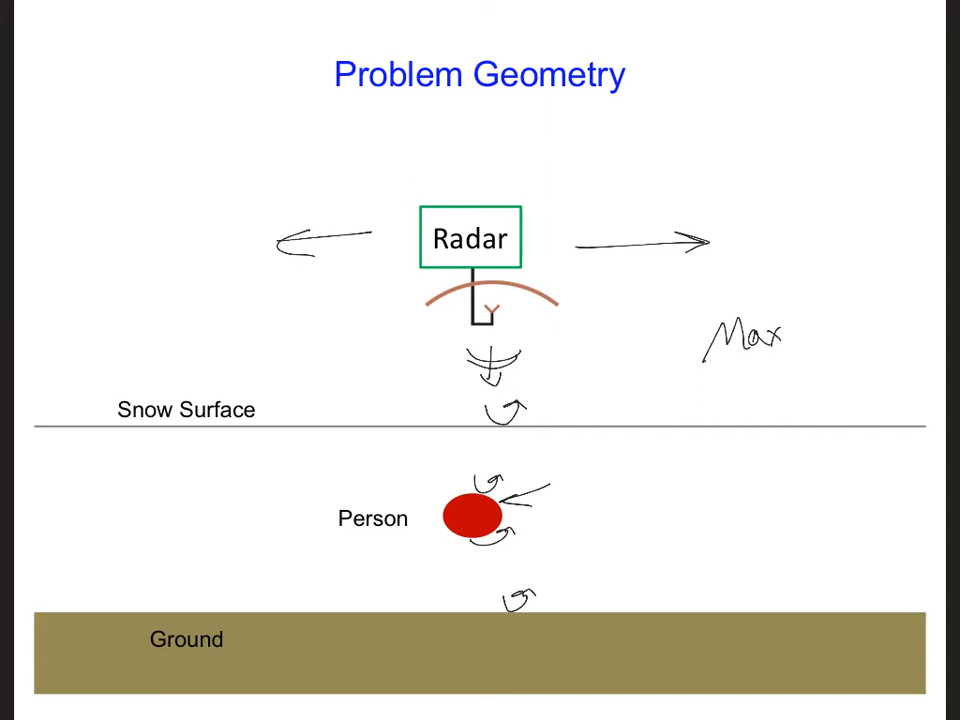 Problem Geometry
Radar
Max
Snow Surface
Person
Ground